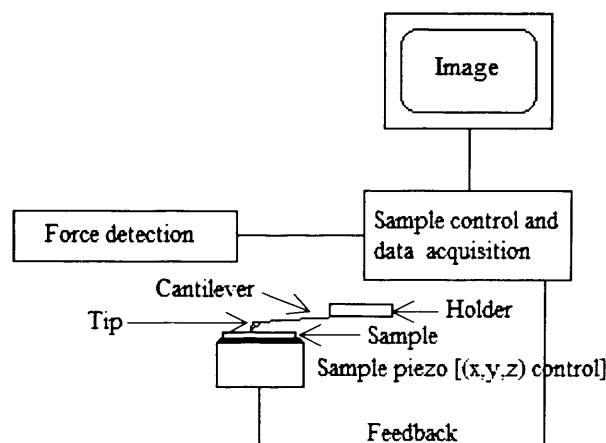 Image
Force detection
Sample control and
data acquisition
Cantilever
Holder
Tip
Sample
Sample piezo [(x,y,z) control]
Feedback